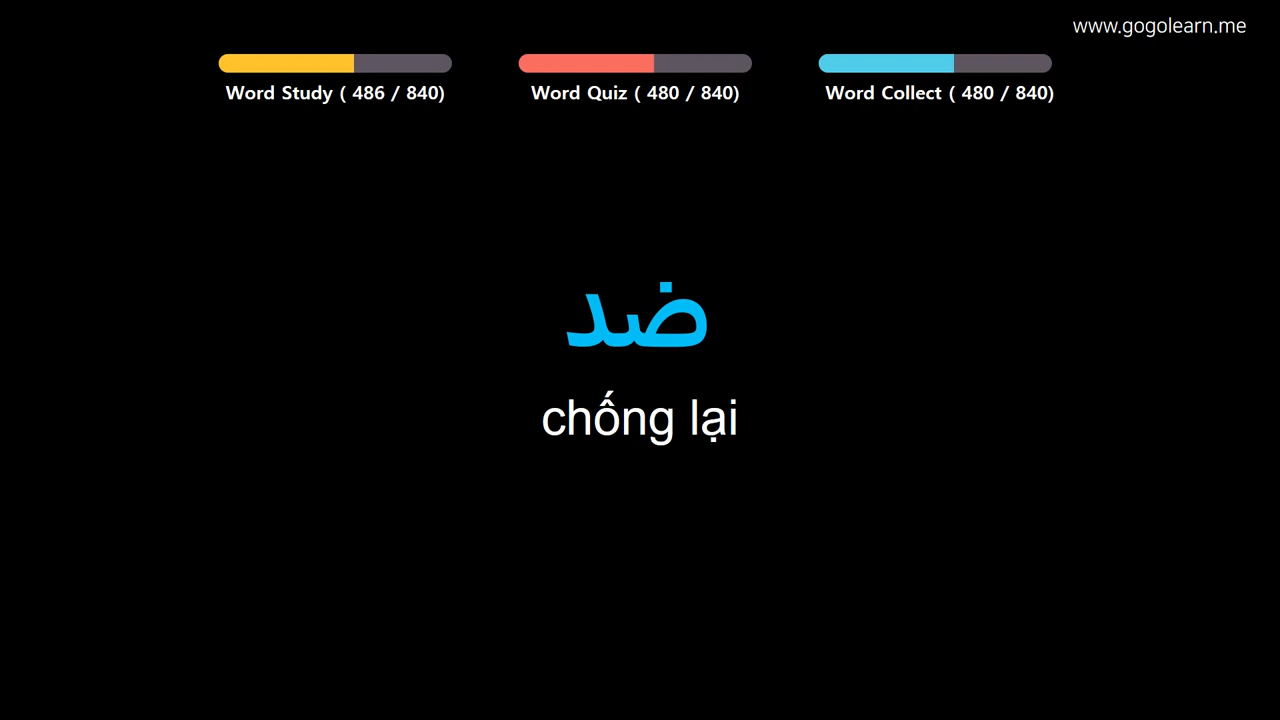 www.gogolearn.me
Word Study ( 486 / 840)
Word Quiz ( 480 / 840)
Word Collect ( 480 / 840)
ضد
chống lại